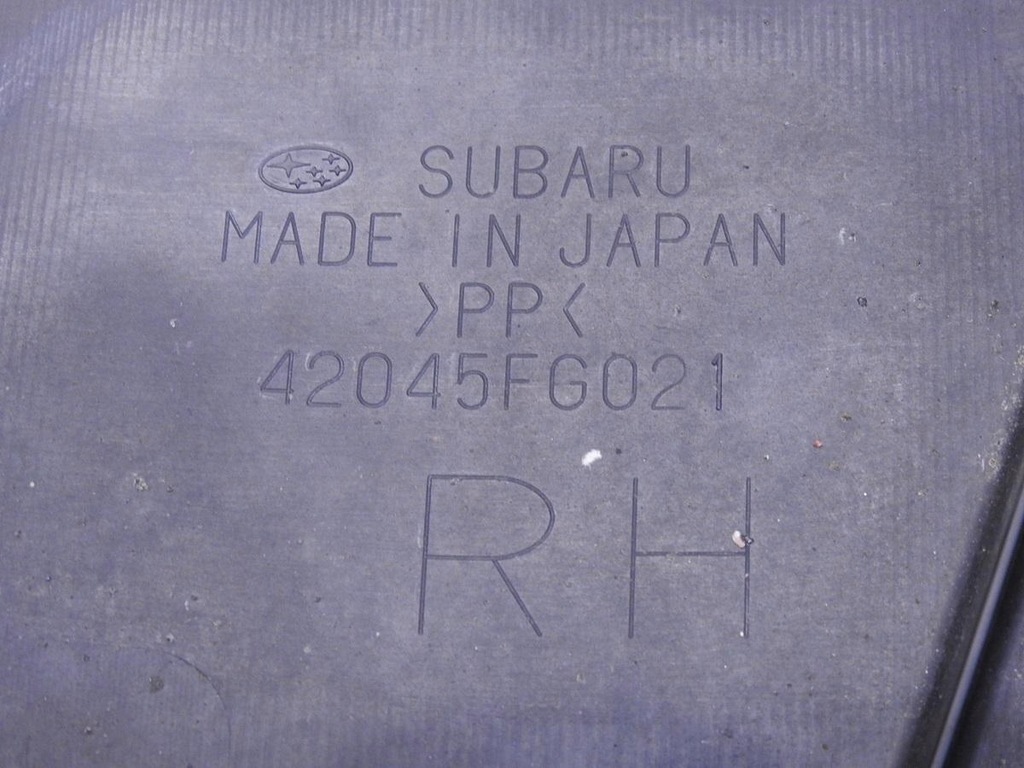 SUBARU
MADE IN JAPAN
>PP<
42045FG021
RH